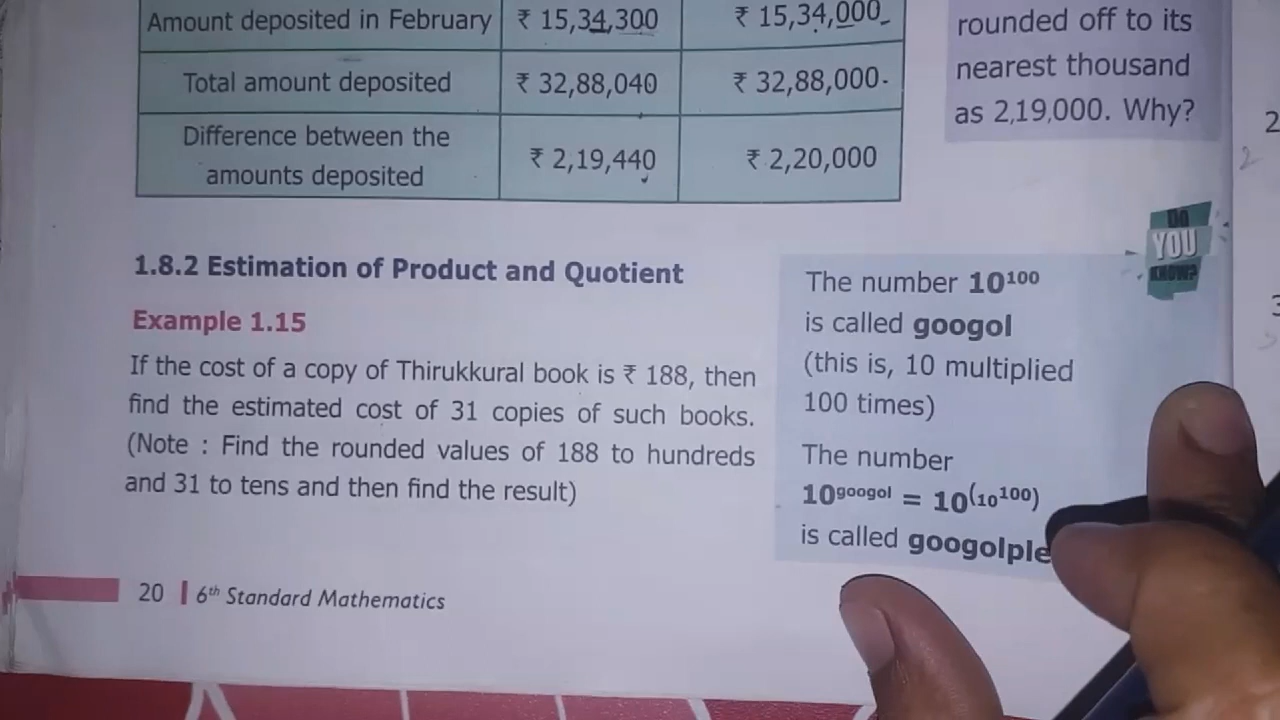 Amount deposited in February ₹ 15,34,300 ₹ 15,34,000
Total amount deposited ₹ 32,88,040 ₹ 32,88,000
Difference between the
amounts deposited ₹ 2,19,440 ₹ 2,20,000
rounded off to its
nearest thousand
as 2,19,000. Why?
1.8.2 Estimation of Product and Quotient
Example 1.15
If the cost of a copy of Thirukkural book is ₹ 188, then
find the estimated cost of 31 copies of such books.
(Note : Find the rounded values of 188 to hundreds
and 31 to tens and then find the result)
DO
YOU
KNOW?
The number 10¹⁰⁰
is called googol
(this is, 10 multiplied
100 times)
The number
10ᵍᵒᵒᵍᵒˡ = 10⁽¹⁰¹⁰⁰⁾
is called googolple
20 | 6th Standard Mathematics
2